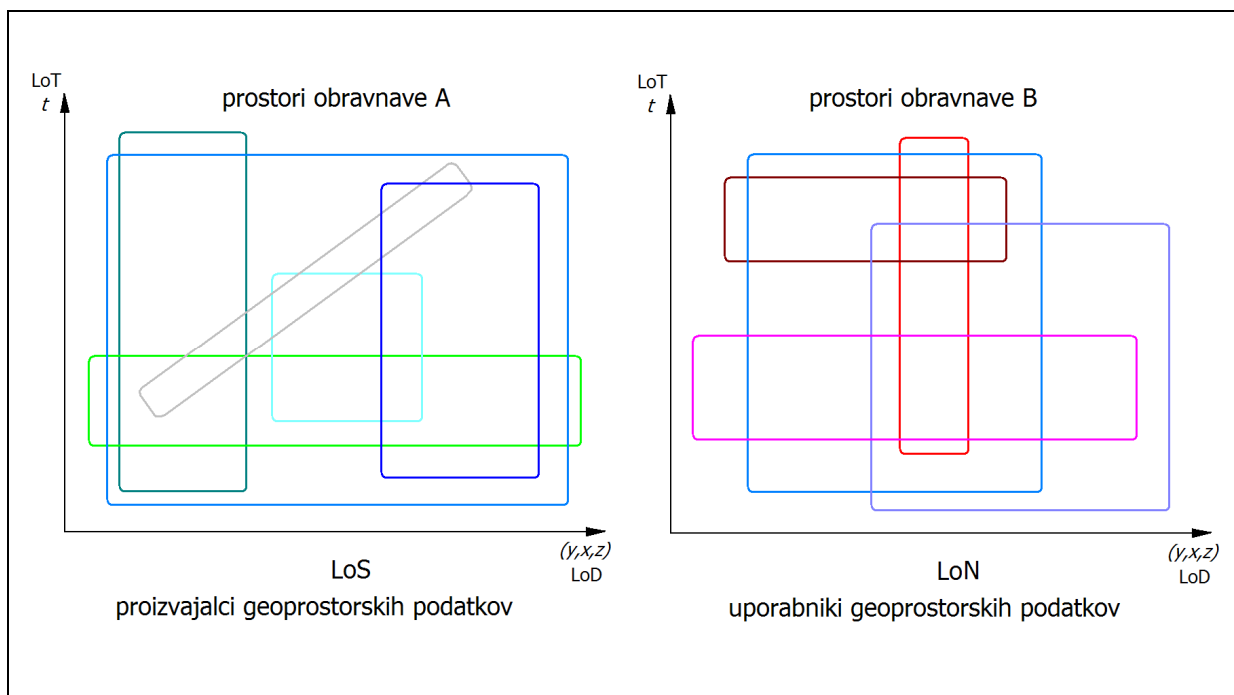 LoT
t
prostori obravnave A
(y,x,z)
LoD
LoS
proizvajalci geoprostorskih podatkov
LoT
t
prostori obravnave B
(y,x,z)
LoD
LoN
uporabniki geoprostorskih podatkov